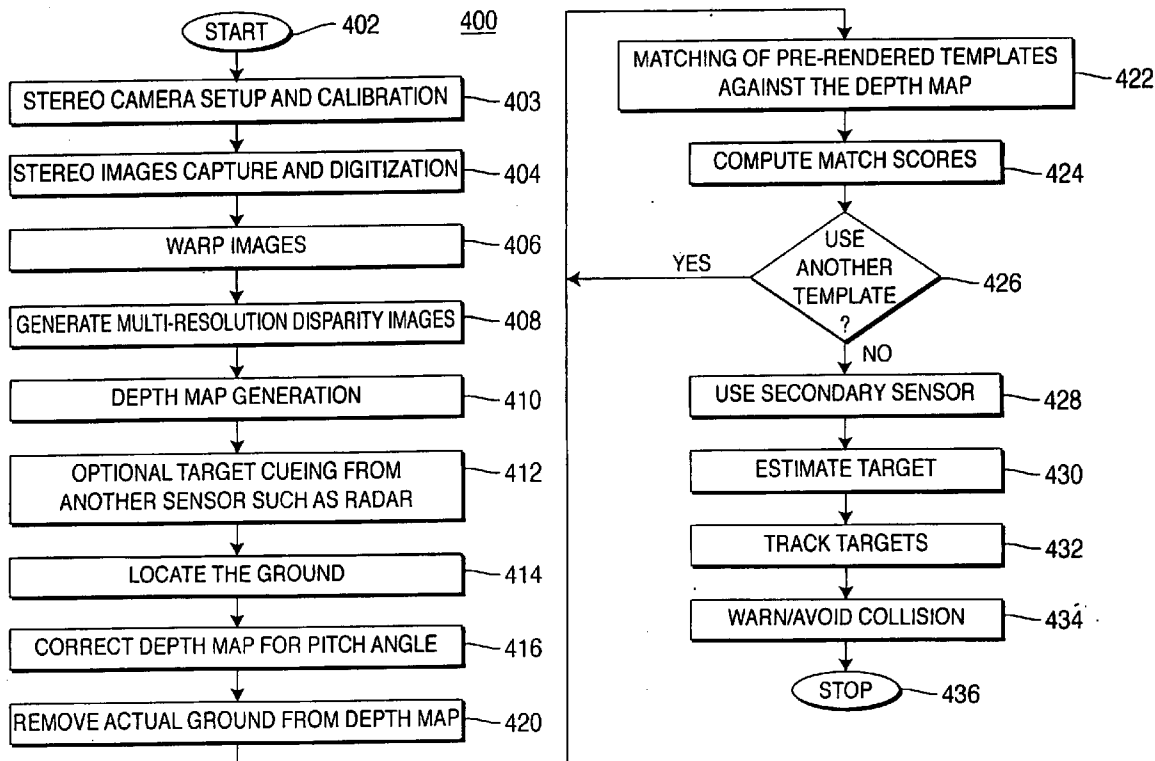 400
START 402
STEREO CAMERA SETUP AND CALIBRATION 403
STEREO IMAGES CAPTURE AND DIGITIZATION 404
WARP IMAGES 406
GENERATE MULTI-RESOLUTION DISPARITY IMAGES 408
DEPTH MAP GENERATION 410
OPTIONAL TARGET CUEING FROM
ANOTHER SENSOR SUCH AS RADAR 412
LOCATE THE GROUND 414
CORRECT DEPTH MAP FOR PITCH ANGLE 416
REMOVE ACTUAL GROUND FROM DEPTH MAP 420
MATCHING OF PRE-RENDERED TEMPLATES
AGAINST THE DEPTH MAP 422
COMPUTE MATCH SCORES 424
USE
ANOTHER
TEMPLATE
? 426
YES
NO
USE SECONDARY SENSOR 428
ESTIMATE TARGET 430
TRACK TARGETS 432
WARN/AVOID COLLISION 434
STOP 436